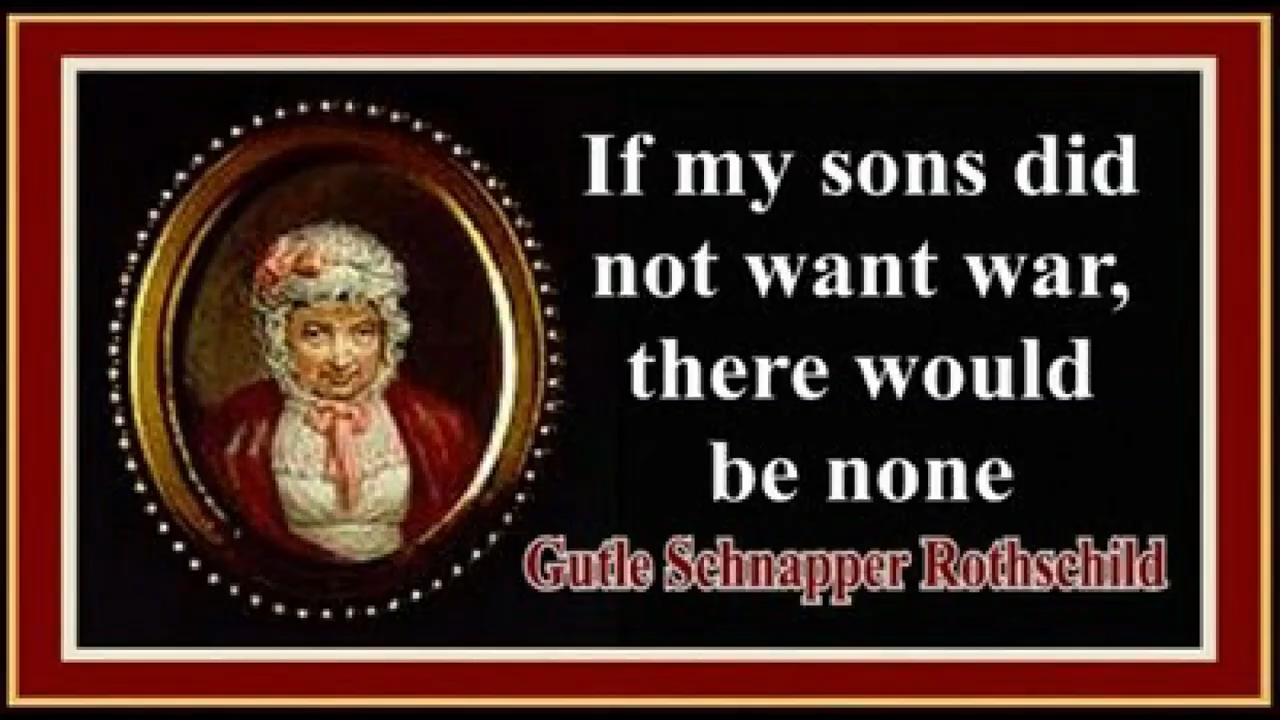 If my sons did
not want war,
there would
be none
Gutle Schnapper Rothschild